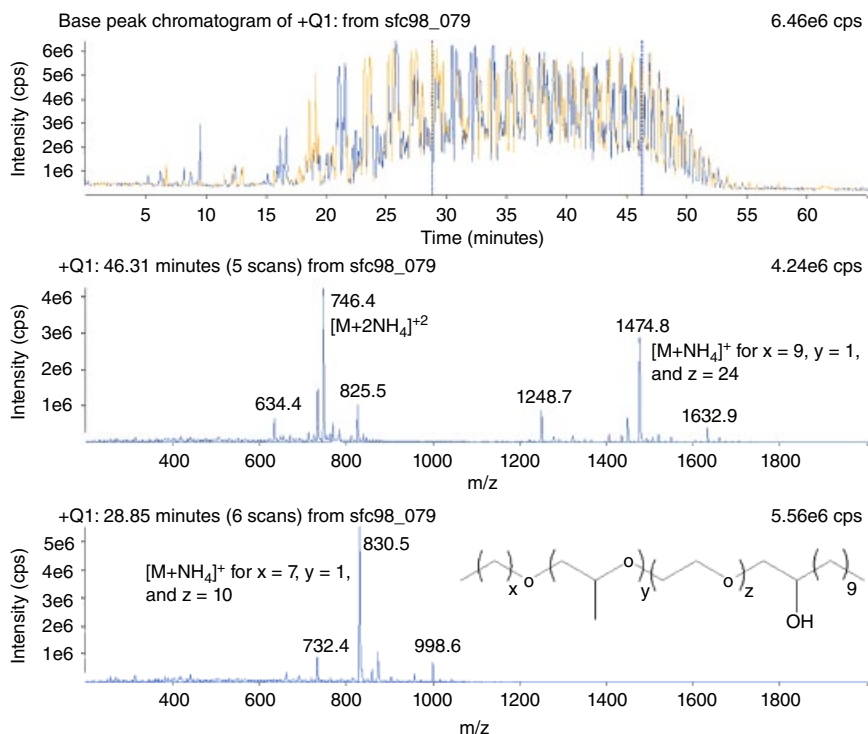 Base peak chromatogram of +Q1: from sfc98_079 6.46e6 cps
Intensity (cps)
6e6
5e6
4e6
3e6
2e6
1e6
5 10 15 20 25 30 35 40 45 50 55 60
Time (minutes)
+Q1: 46.31 minutes (5 scans) from sfc98_079 4.24e6 cps
Intensity (cps)
4e6
3e6
2e6
1e6
746.4
[M+2NH₄]⁺²
1474.8
[M+NH₄]⁺ for x = 9, y = 1,
and z = 24
634.4
825.5
1248.7
1632.9
400 600 800 1000 1200 1400 1600 1800
m/z
+Q1: 28.85 minutes (6 scans) from sfc98_079 5.56e6 cps
Intensity (cps)
5e6
4e6
3e6
2e6
1e6
830.5
[M+NH₄]⁺ for x = 7, y = 1,
and z = 10
732.4
998.6
( )x o ( o )y ( o )z ( )9
OH
400 600 800 1000 1200 1400 1600 1800
m/z